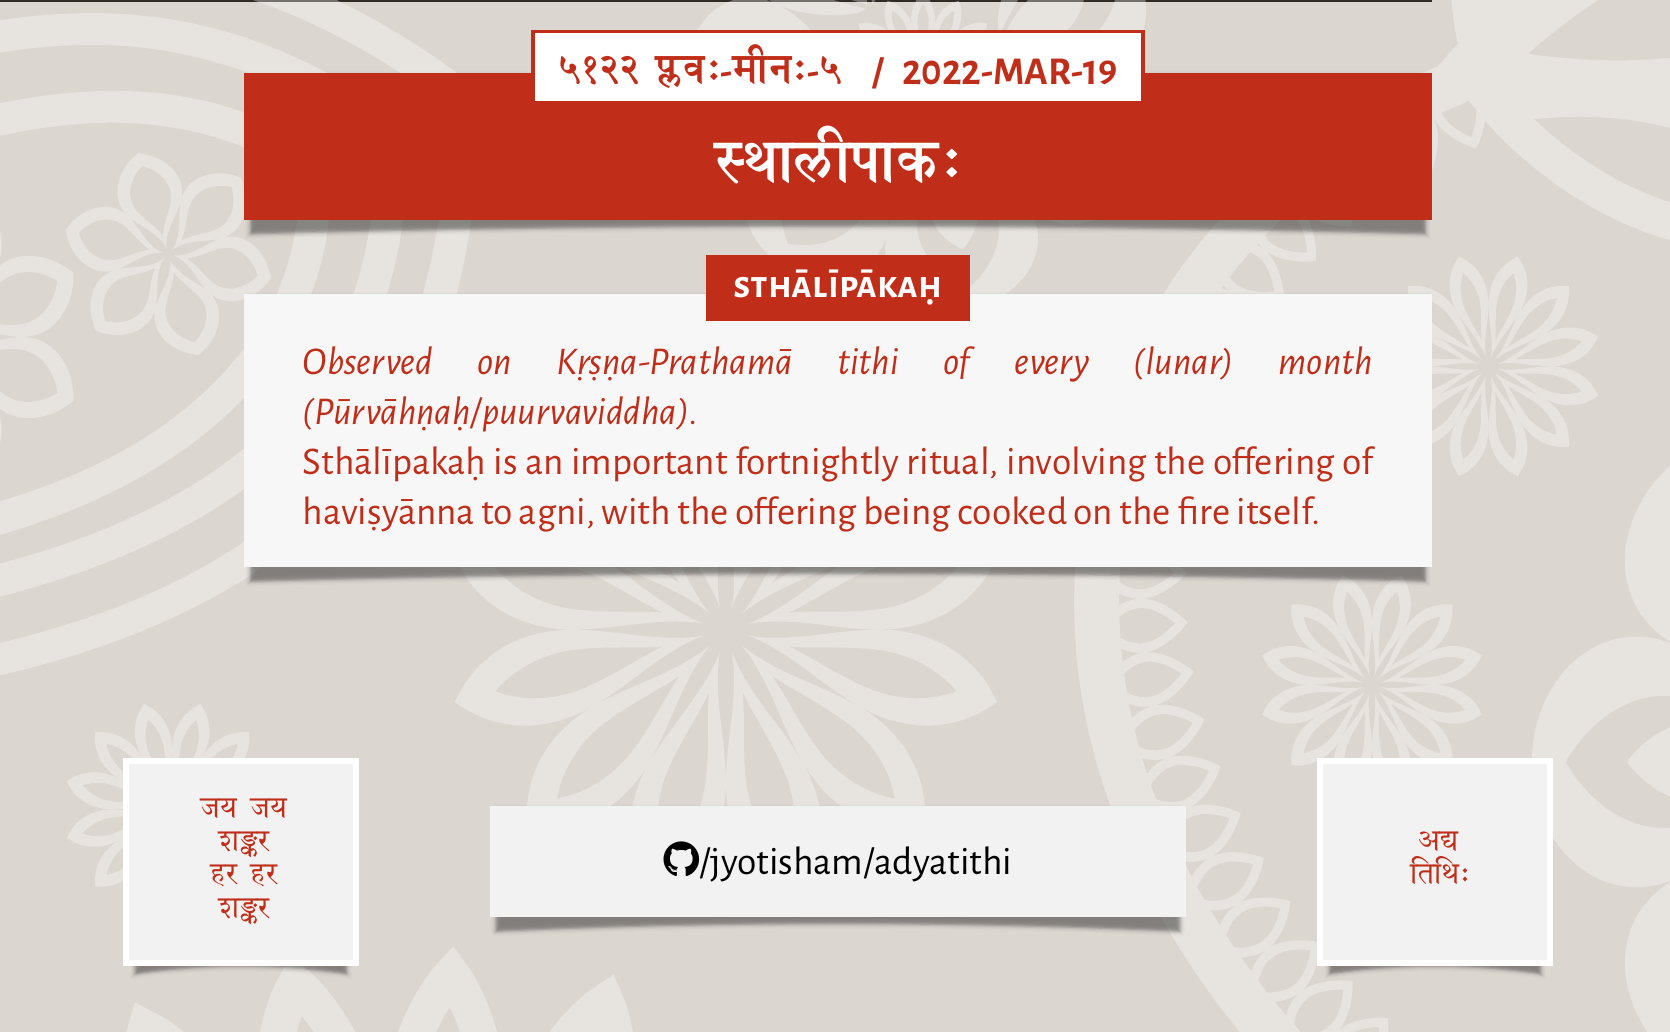 ५१२२ प्लवः-मीनः-५ / 2022-MAR-19
स्थालीपाकः
STHĀLĪPĀKAḤ
Observed on Kṛṣṇa-Prathamā tithi of every (lunar) month
(Pūrvāhṇaḥ/puurvaviddha).
Sthālīpakaḥ is an important fortnightly ritual, involving the offering of
haviṣyānna to agni, with the offering being cooked on the fire itself.
जय जय
शङ्कर
हर हर
शङ्कर
/jyotisham/adyatithi
अद्य
तिथिः